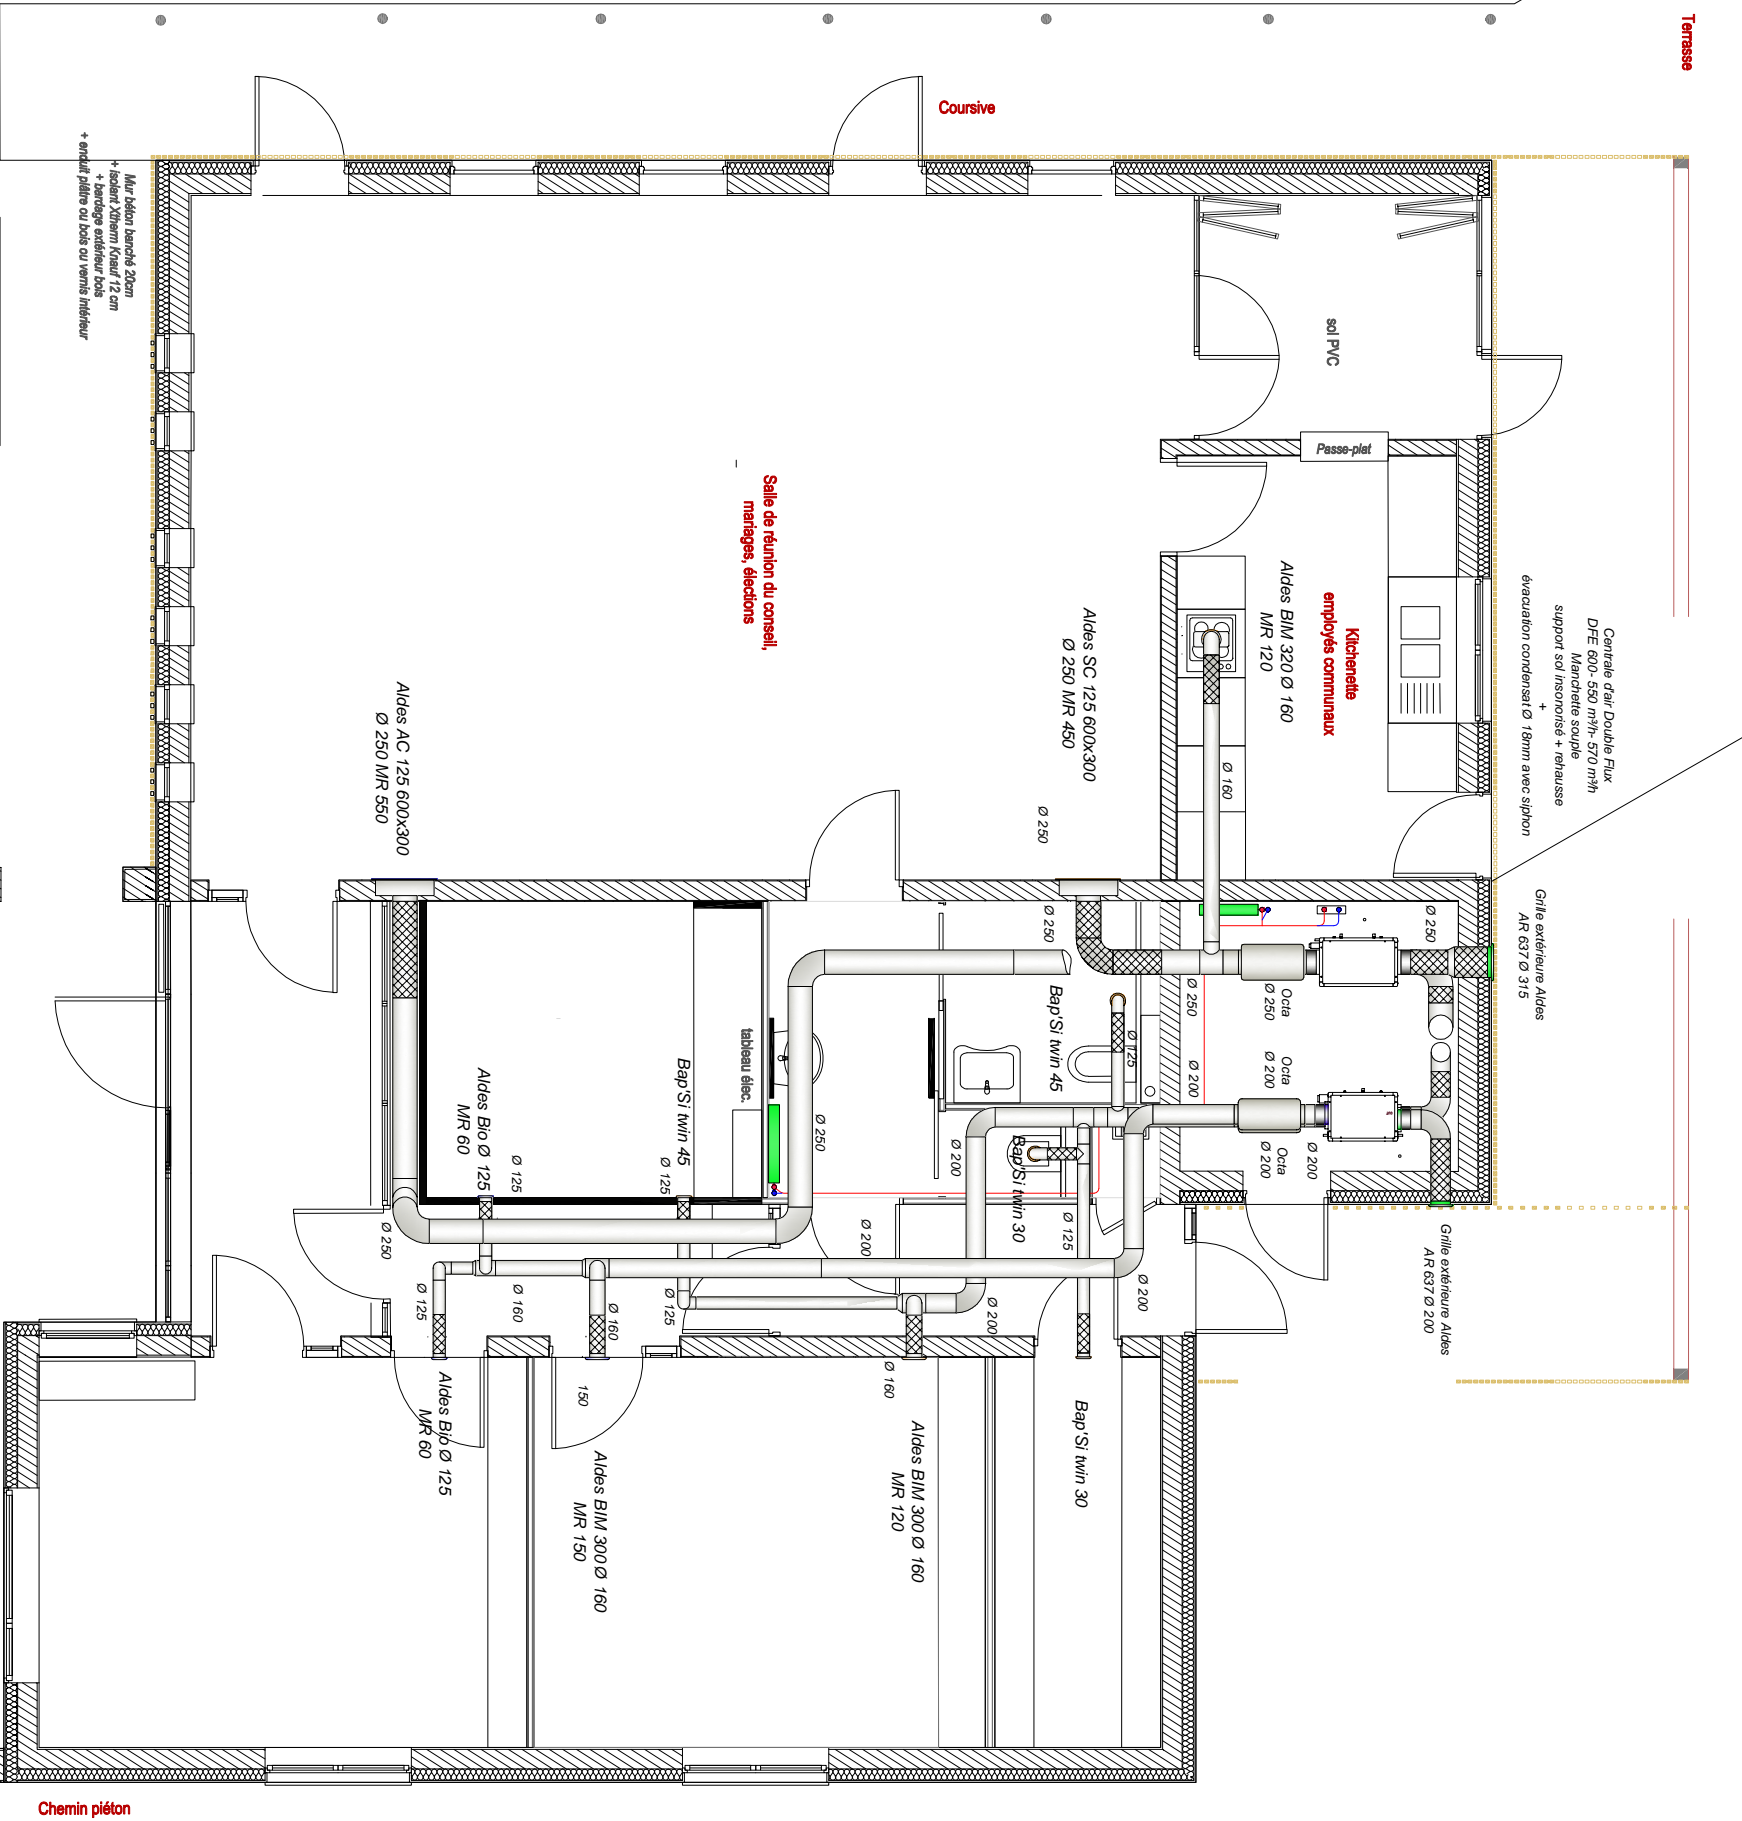 Terrasse
Coursive
Mur béton banché 20cm
+ isolant Xtherm Knauf 12 cm
+ bardage extérieur bois
+ enduit plâtre ou bois ou vernis intérieur
sol PVC
Passe-plat
Salle de réunion du conseil,
mariages, élections
Kitchenette
employés communaux
Aldes BIM 320 Ø 160
MR 120
Centrale d'air Double Flux
DFE 600- 550 m³/h- 570 m³/h
Manchette souple
+
support sol insonorisé + rehausse
évacuation condensat Ø 18mm avec siphon
Aldes SC 125 600x300
Ø 250 MR 450
Aldes AC 125 600x300
Ø 250 MR 550
Ø 160
Ø 250
Grille extérieure Aldes
AR 637 Ø 315
Ø 250
Ø 250
Ø 250
Octa
Ø 250
Octa
Ø 200
Ø 200
Octa
Ø 200
Ø 200
Bap'Si twin 45
Ø 125
tableau élec.
Bap'Si twin 45
Ø 125
Aldes Bio Ø 125
MR 60
Ø 125
Ø 250
Ø 200
Bap'Si twin 30
Ø 125
Ø 250
Ø 200
Grille extérieure Aldes
AR 637 Ø 200
Ø 125
Ø 160
Ø 160
Ø 125
Ø 200
Ø 200
Ø 160
150
Aldes Bio Ø 125
MR 60
Aldes BIM 300 Ø 160
MR 150
Aldes BIM 300 Ø 160
MR 120
Bap'Si twin 30
Chemin piéton